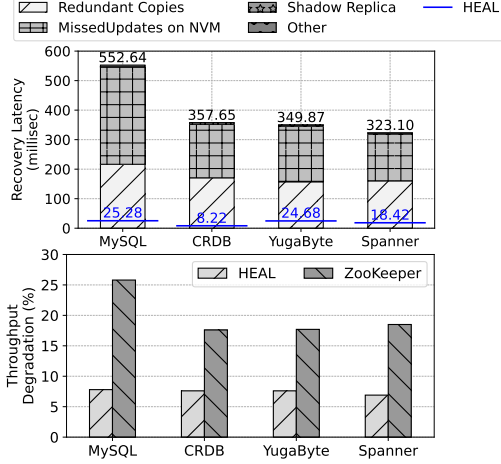 Redundant Copies
Shadow Replica
HEAL
MissedUpdates on NVM
Other
Recovery Latency
(millisec)
600
500
400
300
200
100
0
552.64
357.65
349.87
323.10
25.28
8.22
24.68
18.42
MySQL
CRDB
YugaByte
Spanner
Throughput
Degradation (%)
30
25
20
15
10
5
0
HEAL
ZooKeeper
MySQL
CRDB
YugaByte
Spanner